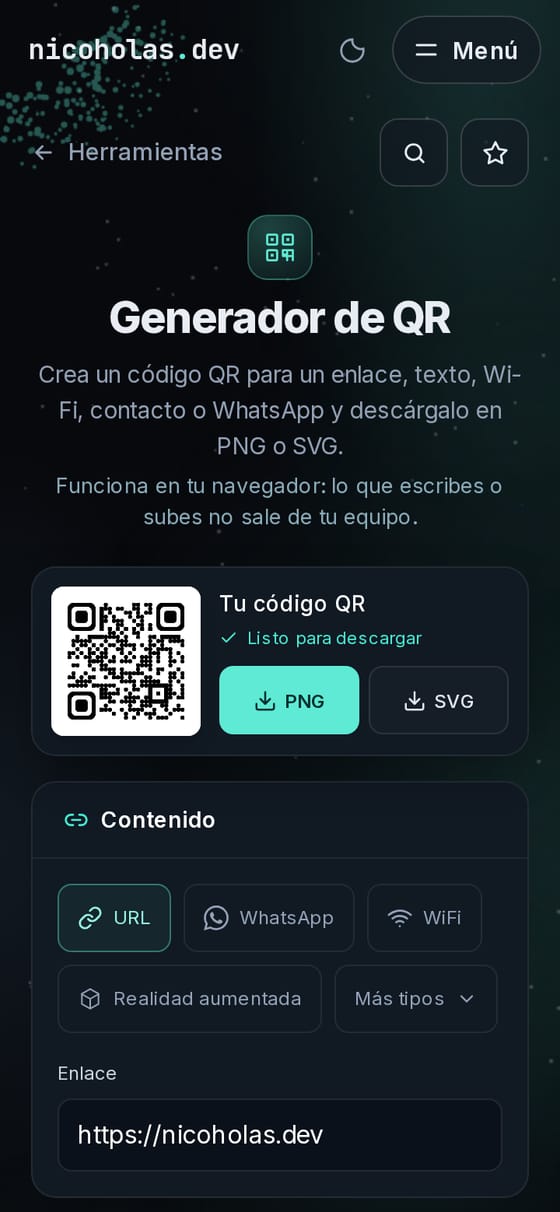 nicoholas.dev
Menú
Herramientas
Generador de QR
Crea un código QR para un enlace, texto, Wi-
Fi, contacto o WhatsApp y descárgalo en
PNG o SVG.
Funciona en tu navegador: lo que escribes o
subes no sale de tu equipo.
Tu código QR
Listo para descargar
PNG
SVG
Contenido
URL
WhatsApp
WiFi
Realidad aumentada
Más tipos
Enlace
https://nicoholas.dev